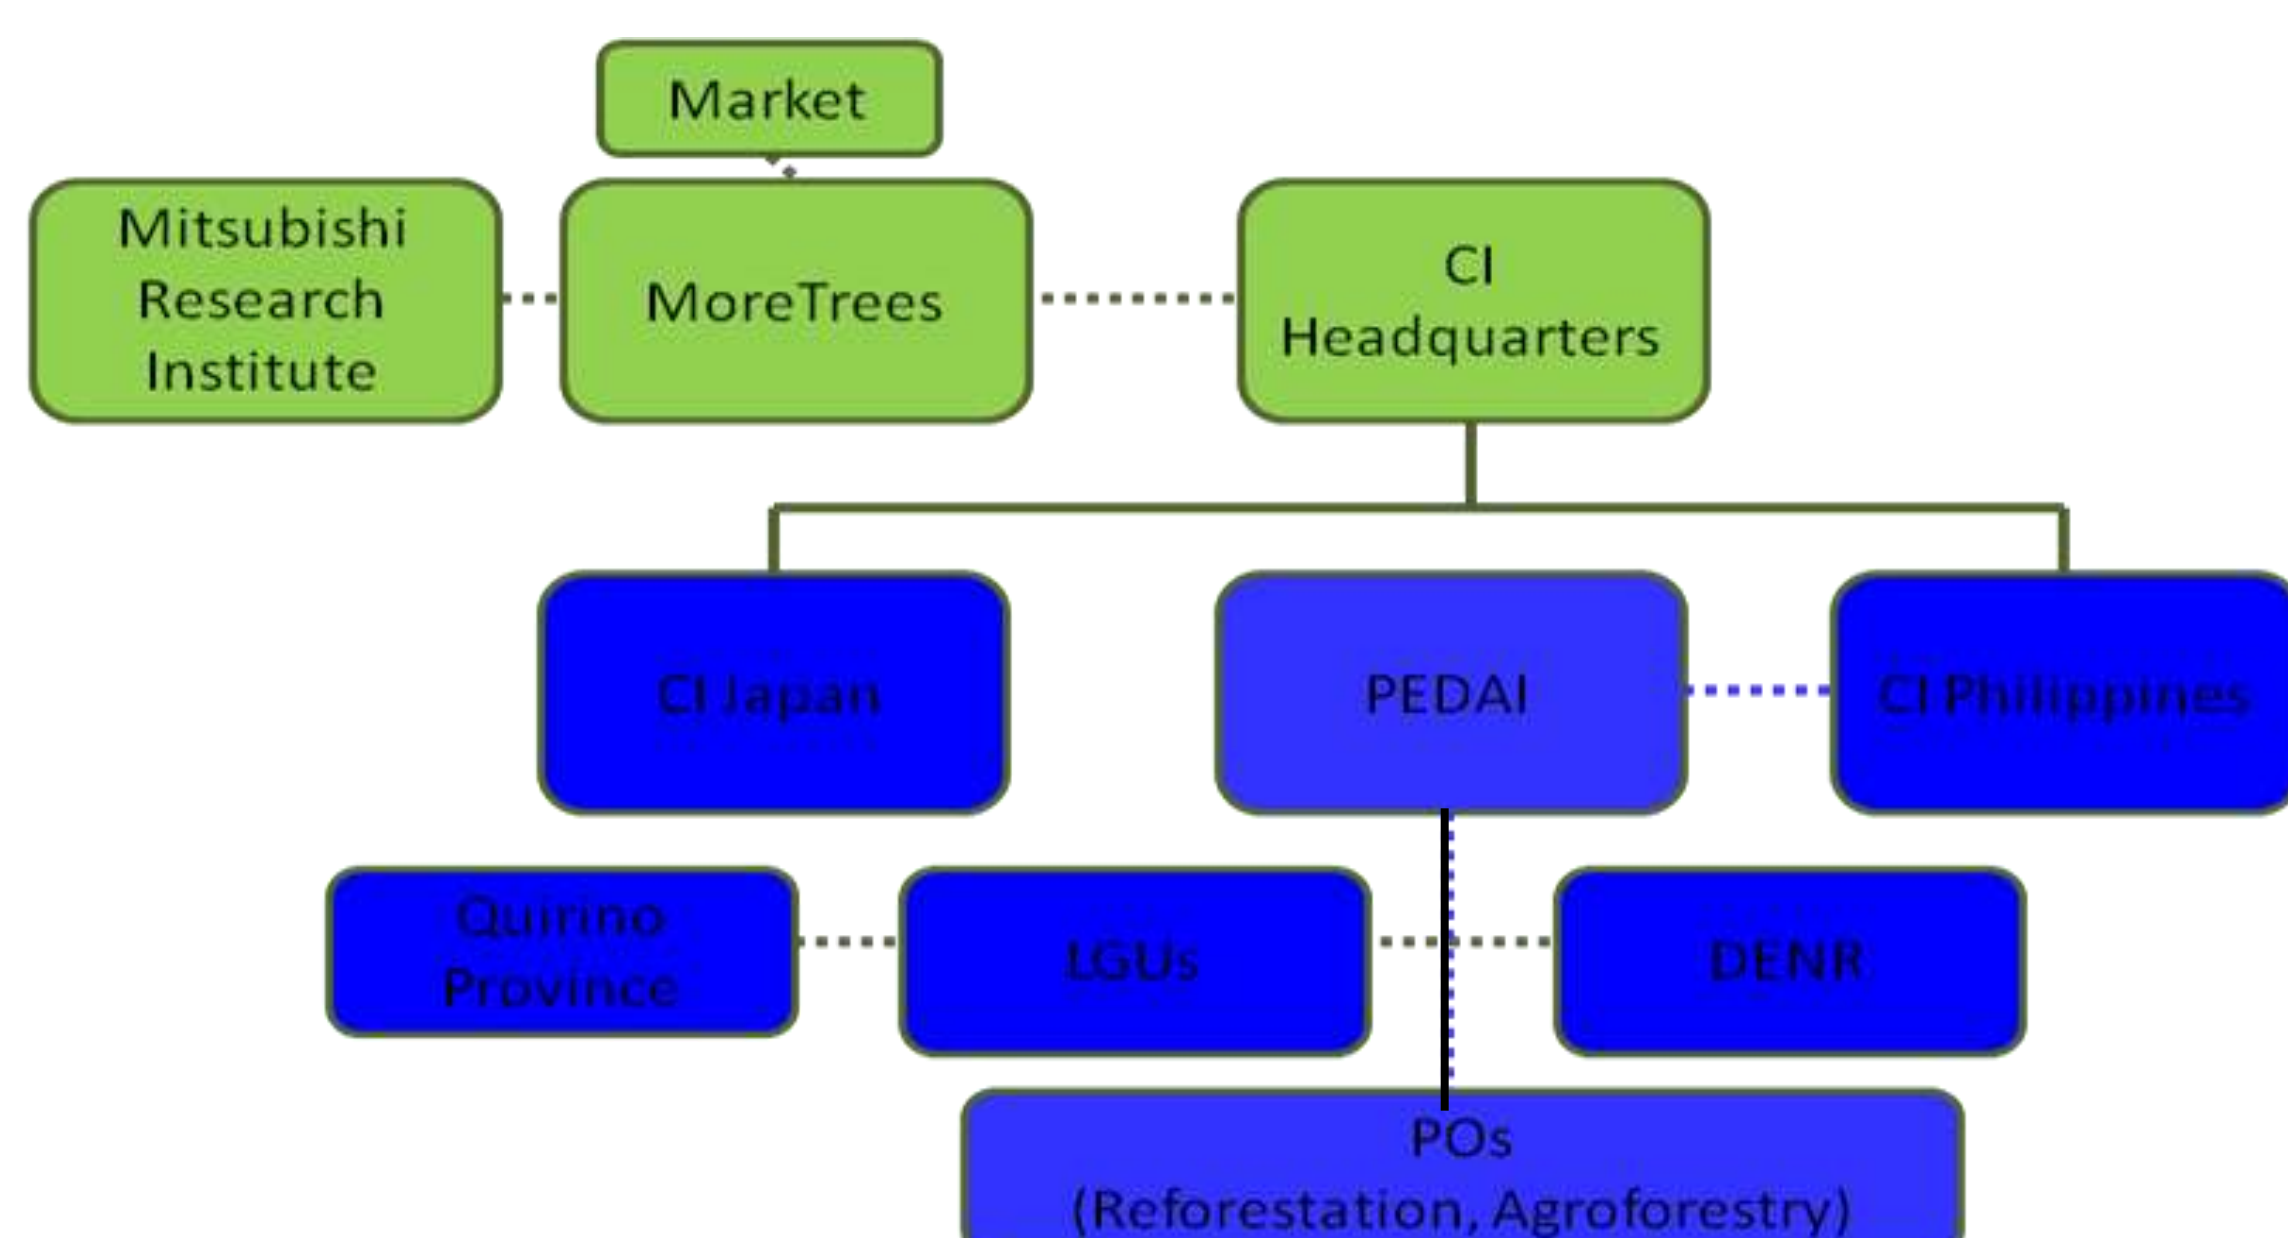 Market
Mitsubishi
Research
Institute
MoreTrees
CI
Headquarters
CI Japan
PEDAI
CI Philippines
Quirino
Province
LGUs
DENR
POs
(Reforestation, Agroforestry)